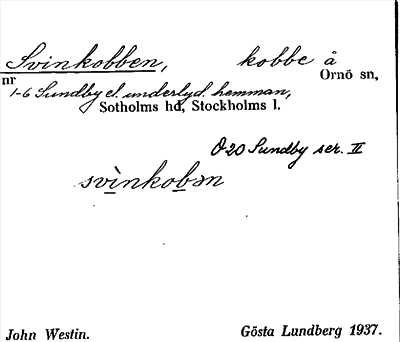 Svinkobben, kobbe å
nr Ornö sn,
1-6 Sundby el. underlyd. hemman,
Sotholms hd, Stockholms l.
O 20 Sundby ser. II
svìnkobən
John Westin. Gösta Lundberg 1937.